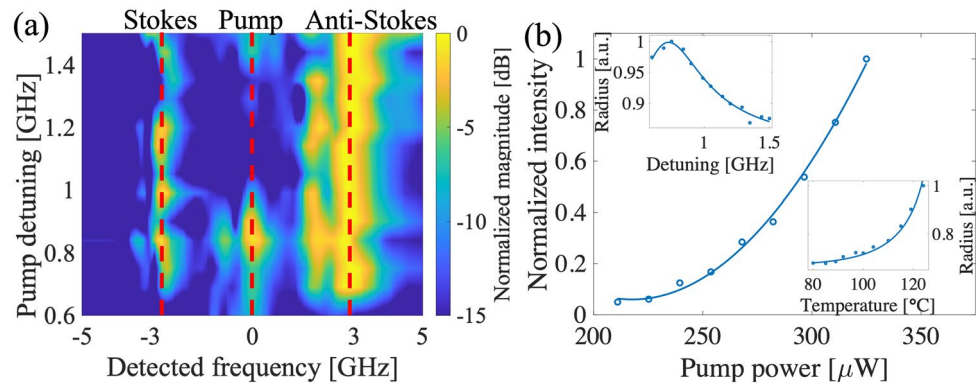 (a)
Stokes Pump Anti-Stokes
Pump detuning [GHz]
1.4
1.2
1
0.8
0.6
-5 -3 0 3 5
Detected frequency [GHz]
0
-5
-10
-15
Normalized magnitude [dB]
(b)
Normalized intensity
1
0.8
0.6
0.4
0.2
0
200 250 300 350
Pump power [μW]
Radius [a.u.]
1
0.95
0.9
1 1.5
Detuning [GHz]
Radius [a.u.]
1
0.8
80 100 120
Temperature [°C]